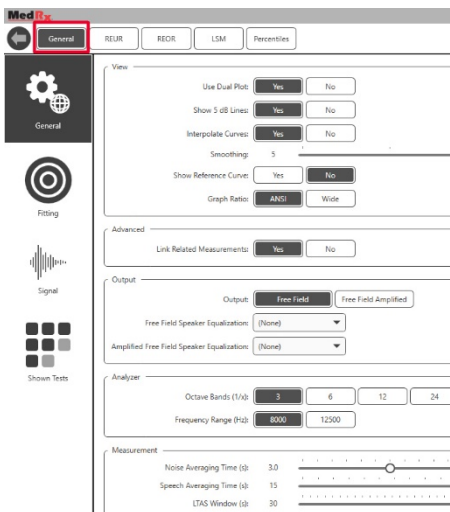 MedRx
General REUR REOR LSM Percentiles
View
Use Dual Plot: Yes No
Show 5 dB Lines: Yes No
Interpolate Curves: Yes No
Smoothing: 5
Show Reference Curve: Yes No
Graph Ratio: ANSI Wide
General
Advanced
Link Related Measurements: Yes No
Fitting
Output
Output: Free Field Free Field Amplified
Free Field Speaker Equalization: (None)
Amplified Free Field Speaker Equalization: (None)
Signal
Analyzer
Octave Bands (1/x): 3 6 12 24
Frequency Range (Hz): 8000 12500
Shown Tests
Measurement
Noise Averaging Time (s): 3.0
Speech Averaging Time (s): 15
LTAS Window (s): 30